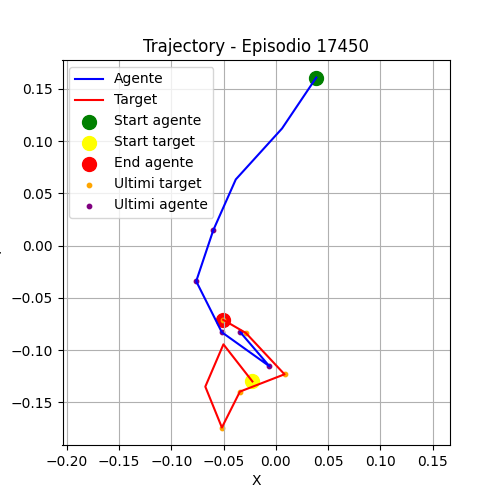 Trajectory - Episodio 17450
Agente
Target
Start agente
Start target
End agente
Ultimi target
Ultimi agente
0.15
0.10
0.05
0.00
−0.05
−0.10
−0.15
−0.20 −0.15 −0.10 −0.05 0.00 0.05 0.10 0.15
X